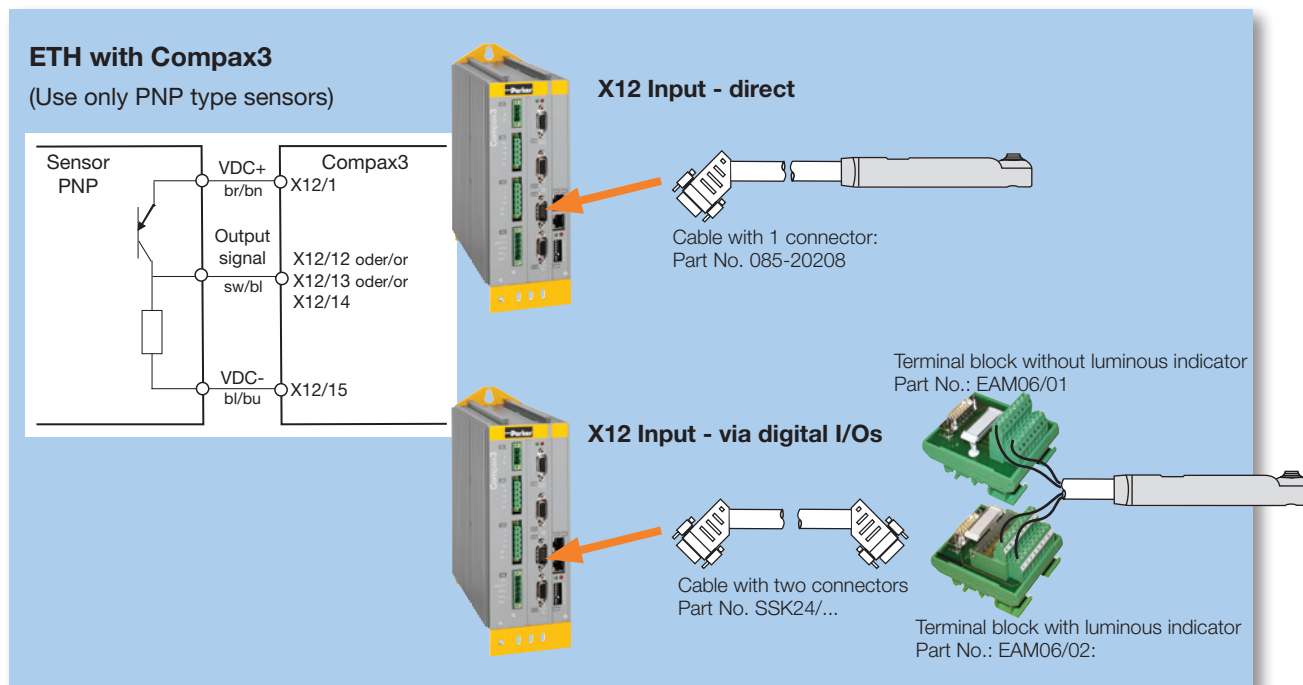 ETH with Compax3
(Use only PNP type sensors)
Sensor
PNP
VDC+
br/bn
Compax3
X12/1
Output
signal
sw/bl
X12/12 oder/or
X12/13 oder/or
X12/14
VDC-
bl/bu
X12/15
Parker
Compax3
X12 Input - direct
Cable with 1 connector:
Part No. 085-20208
Parker
Compax3
X12 Input - via digital I/Os
Cable with two connectors
Part No. SSK24/...
Terminal block without luminous indicator
Part No.: EAM06/01
Terminal block with luminous indicator
Part No.: EAM06/02: